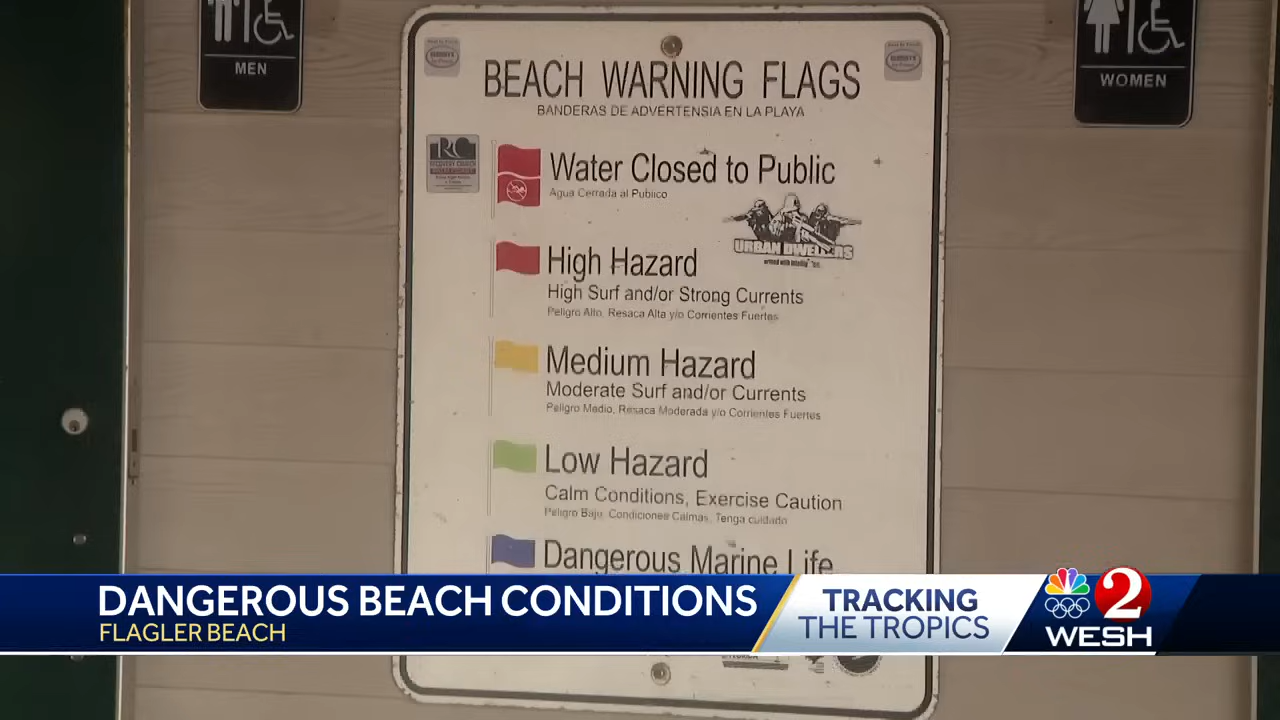 MEN
WOMEN
BEACH WARNING FLAGS
BANDERAS DE ADVERTENSIA EN LA PLAYA
RC
RECOVERY CHURCH
Water Closed to Public
Agua Cerrada al Publico
URBAN DWELLERS
High Hazard
High Surf and/or Strong Currents
Peligro Alto, Resaca Alta y/o Corrientes Fuertes
Medium Hazard
Moderate Surf and/or Currents
Peligro Medio, Resaca Moderada y/o Corrientes Fuertes
Low Hazard
Calm Conditions, Exercise Caution
Peligro Bajo, Condiciones Calmas, Tenga cuidado
Dangerous Marine Life
DANGEROUS BEACH CONDITIONS
FLAGLER BEACH
TRACKING
THE TROPICS
2
WESH